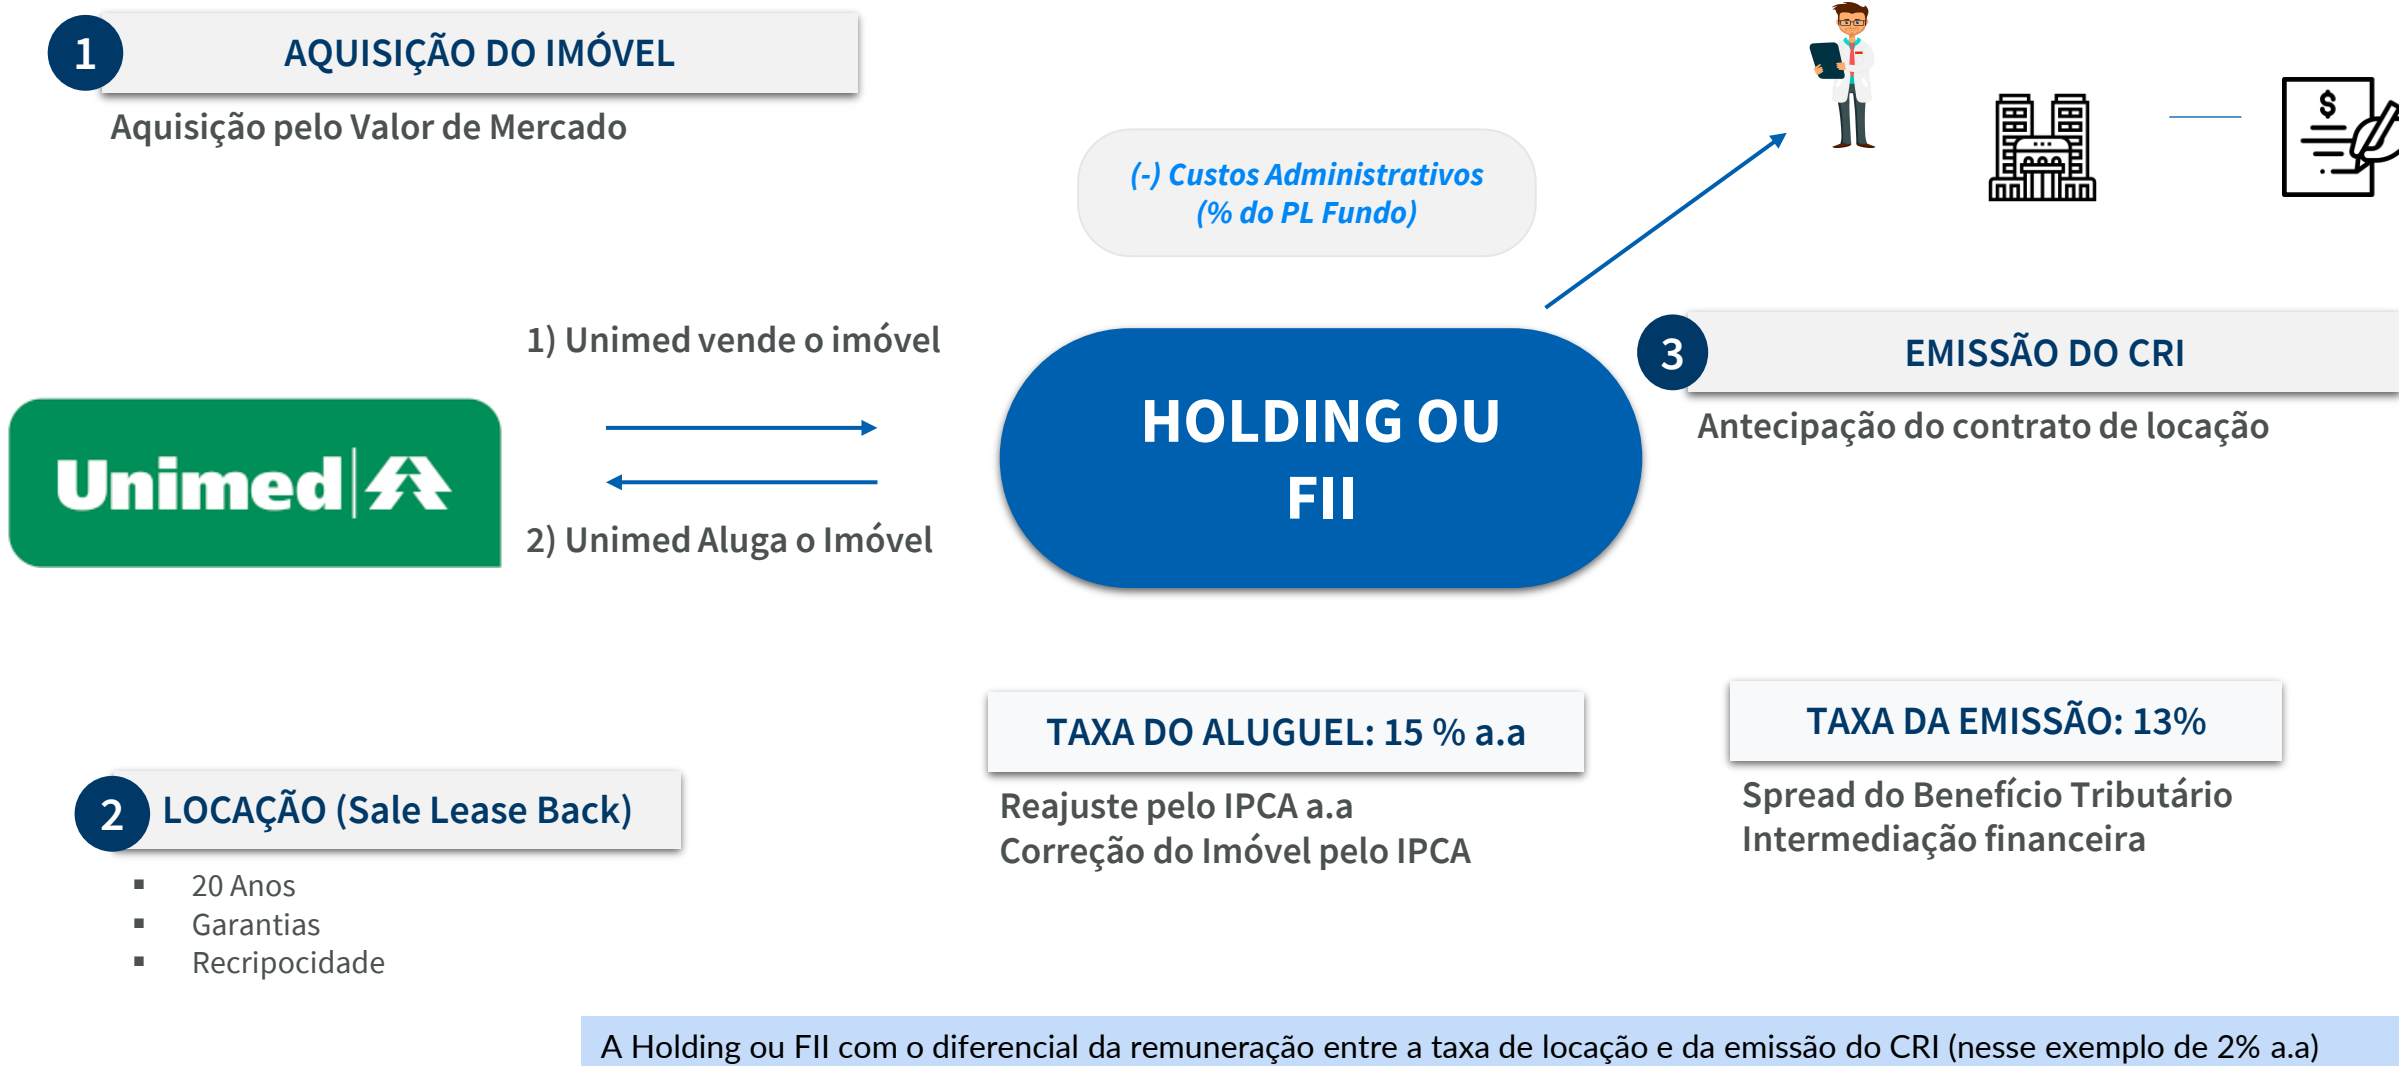 1
AQUISIÇÃO DO IMÓVEL
Aquisição pelo Valor de Mercado
(-) Custos Administrativos
(% do PL Fundo)
$
1) Unimed vende o imóvel
Unimed
2) Unimed Aluga o Imóvel
HOLDING OU
FII
3
EMISSÃO DO CRI
Antecipação do contrato de locação
2
LOCAÇÃO (Sale Lease Back)
▪ 20 Anos
▪ Garantias
▪ Recripocidade
TAXA DO ALUGUEL: 15 % a.a
Reajuste pelo IPCA a.a
Correção do Imóvel pelo IPCA
TAXA DA EMISSÃO: 13%
Spread do Benefício Tributário
Intermediação financeira
A Holding ou FII com o diferencial da remuneração entre a taxa de locação e da emissão do CRI (nesse exemplo de 2% a.a)